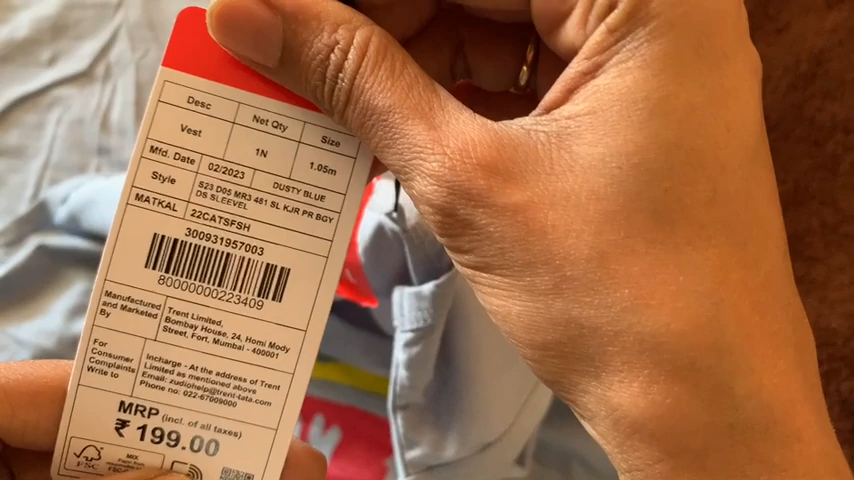 Desc Net Qty Size
Vest 1N 1.05m
Mfd. Date 02/2023 DUSTY BLUE
Style S23 D05 MR3 481 SL KJR PR BGY
DS SLEEVEL
MATKAL 22CATSFSH
300931957003
80000000223409
Manufactured
and Marketed
By
Trent Limited,
Bombay House, 24, Homi Mody
Street, Fort, Mumbai - 400001
For
Consumer
Complaints
Write to
Incharge - At the address of Trent
Limited as mentioned above
Email: zudiohelp@trent-tata.com
Phone no: 022-67009000
MRP (incl. of all taxes)
₹ 199.00
FSC
MIX